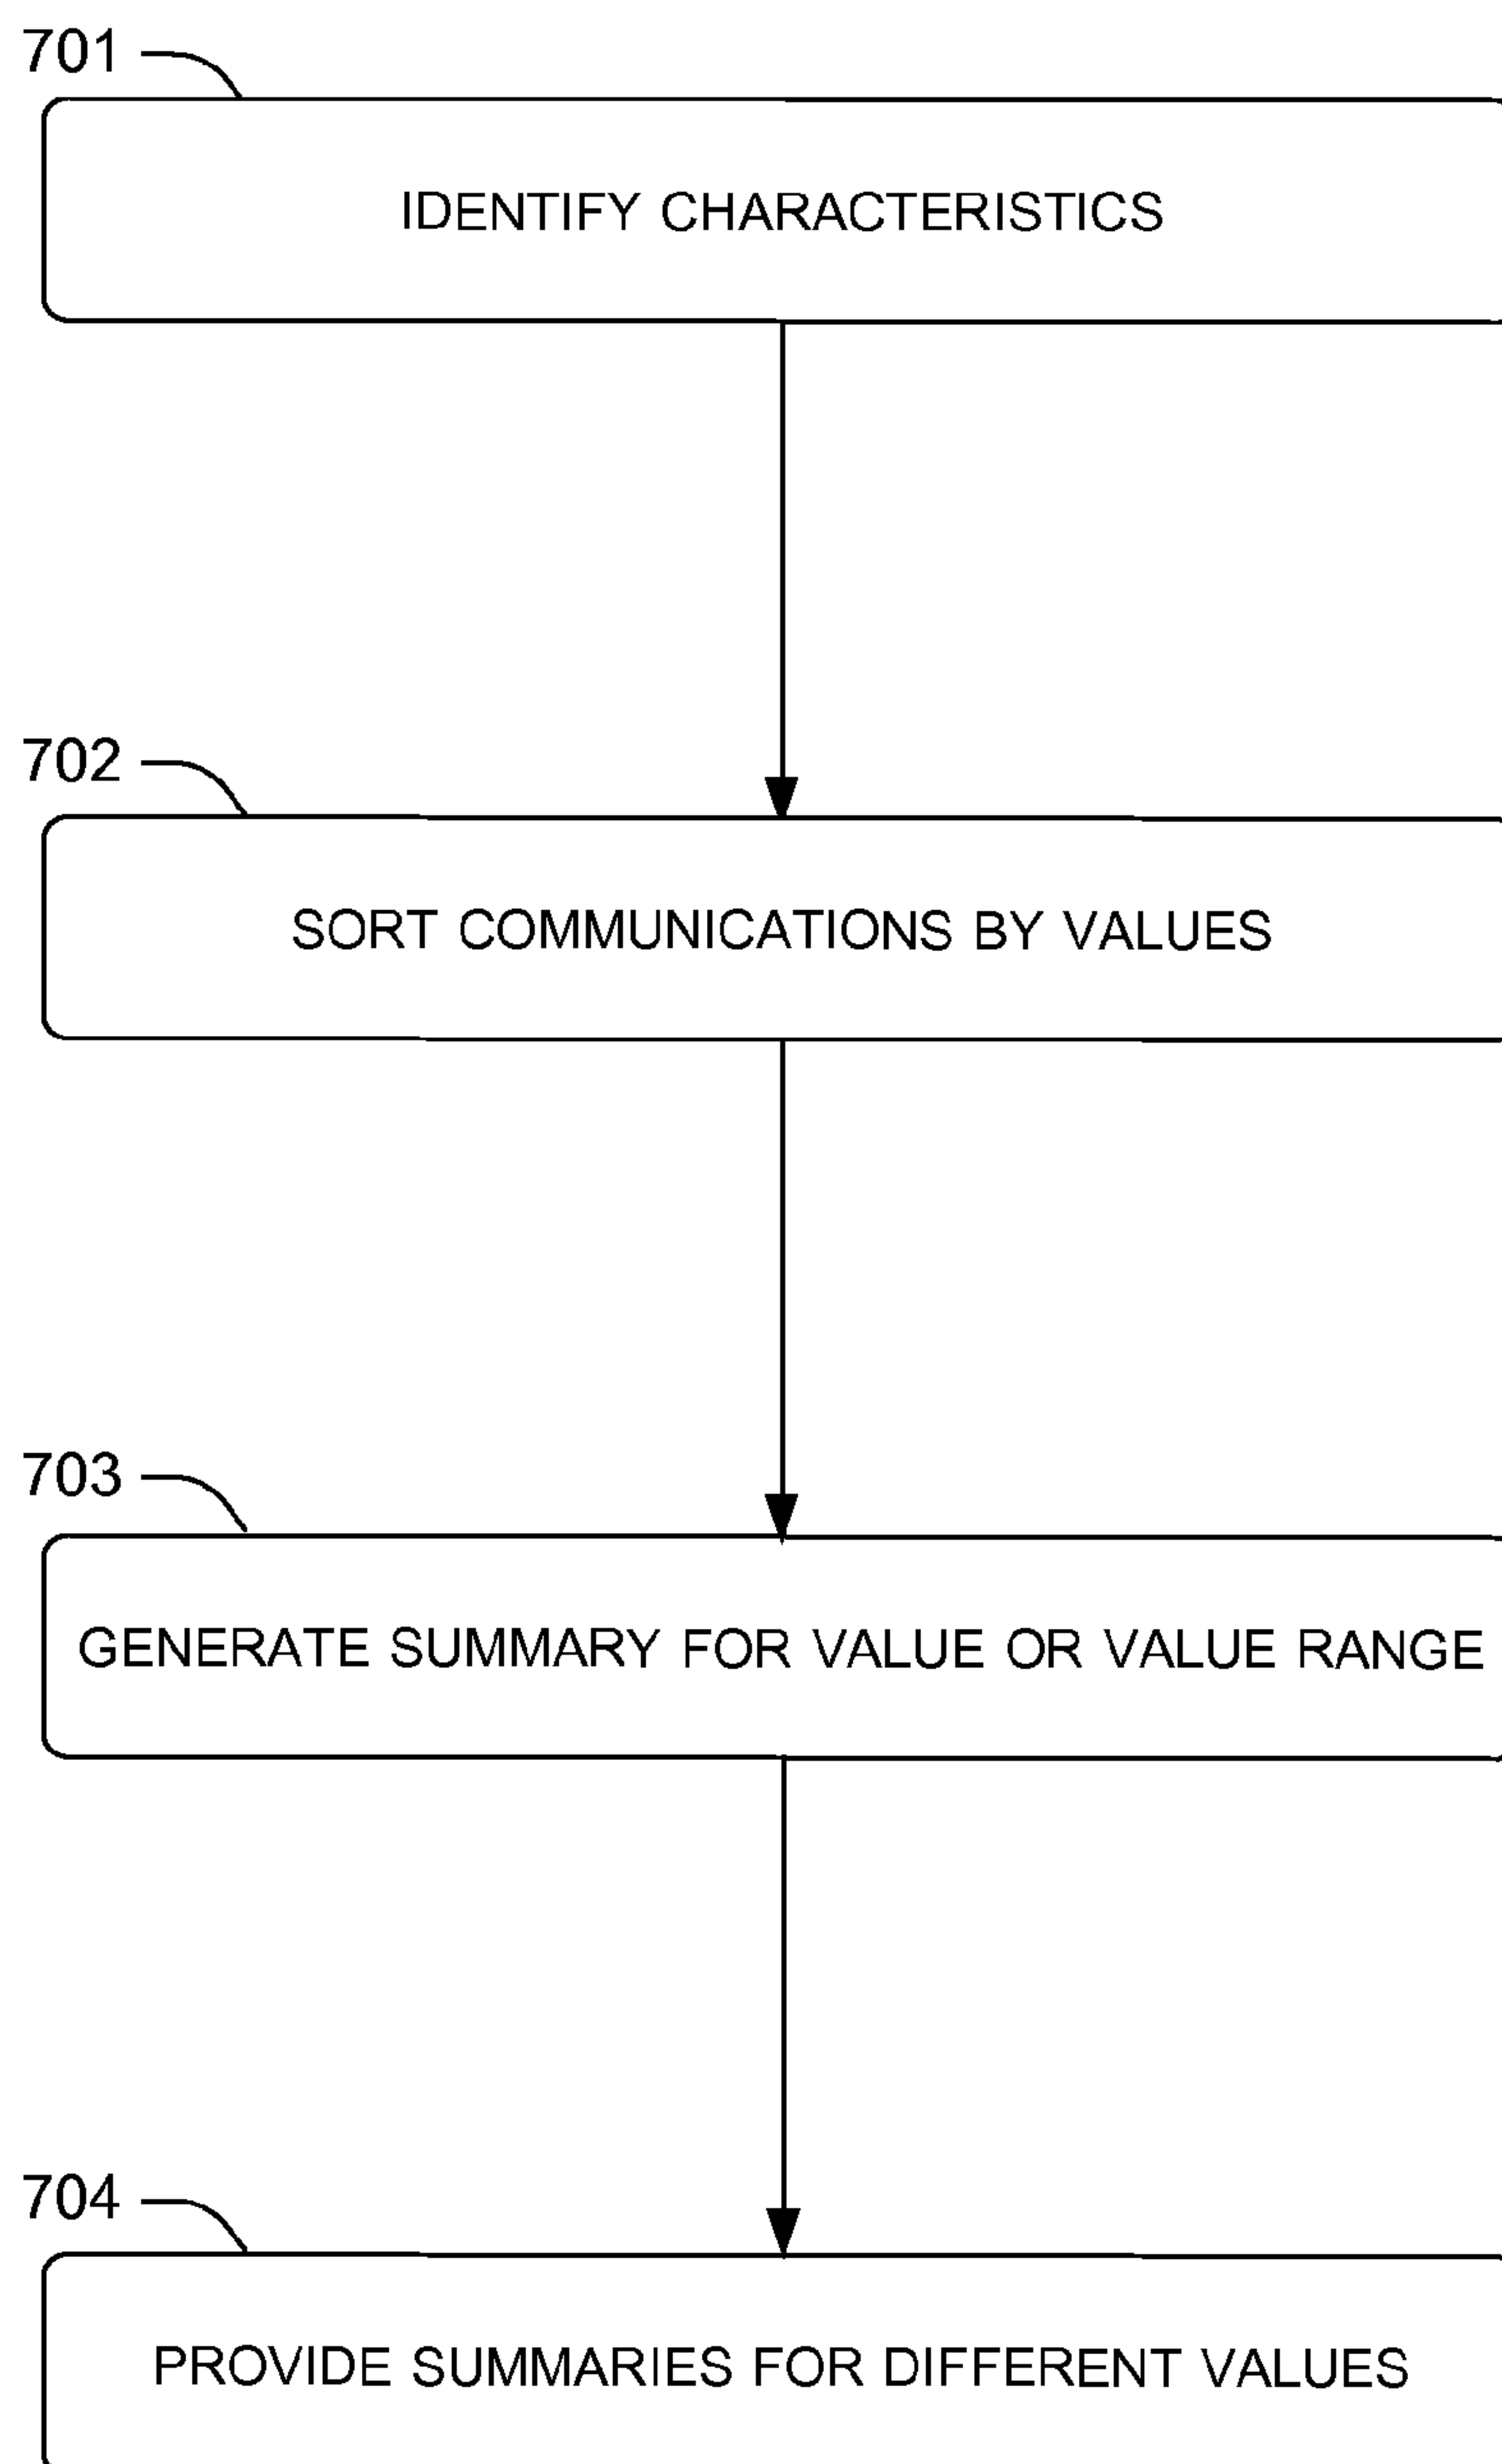 701
IDENTIFY CHARACTERISTICS
702
SORT COMMUNICATIONS BY VALUES
703
GENERATE SUMMARY FOR VALUE OR VALUE RANGE
704
PROVIDE SUMMARIES FOR DIFFERENT VALUES